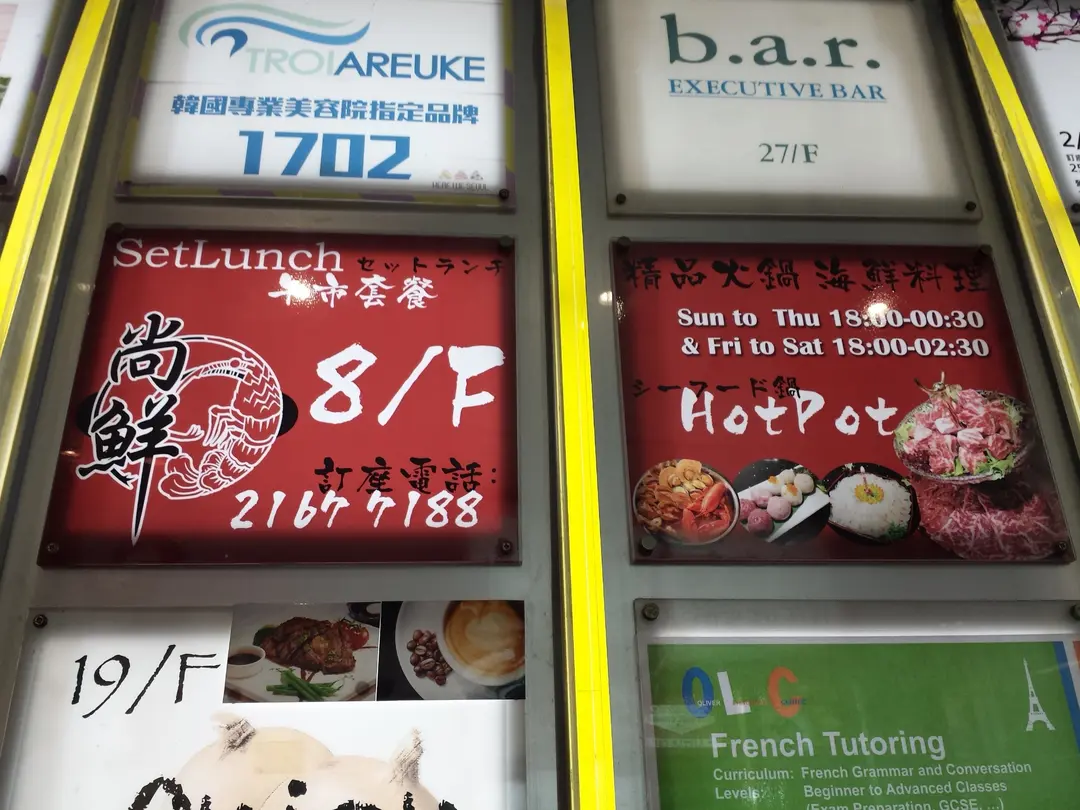 TROIAREUKE
韓國專業美容院指定品牌
1702
b.a.r.
EXECUTIVE BAR
27/F
SetLunch セットランチ
午市套餐
尚鮮
8/F
訂座電話:
2167 7188
精品火鍋 海鮮料理
Sun to Thu 18:00-00:30
& Fri to Sat 18:00-02:30
シーフード鍋
HotPot
19/F
OLC
French Tutoring
Curriculum: French Grammar and Conversation
Levels: Beginner to Advanced Classes
(Exam Preparation, GCSE,